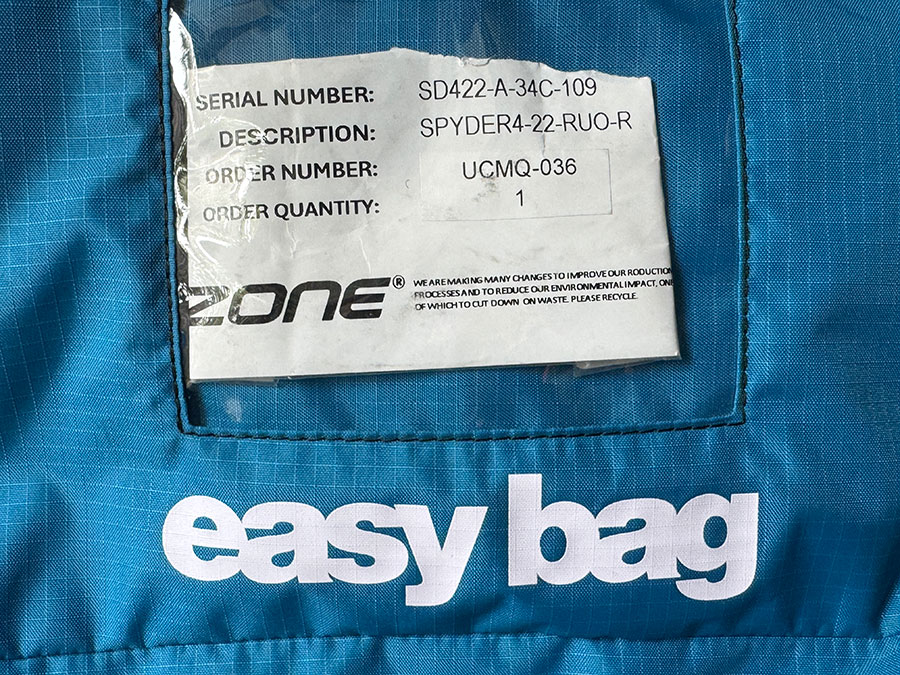 SERIAL NUMBER: SD422-A-34C-109
DESCRIPTION: SPYDER4-22-RUO-R
ORDER NUMBER: UCMQ-036
ORDER QUANTITY: 1
ZONE®
WE ARE MAKING MANY CHANGES TO IMPROVE OUR RODUCTION
PROCESSES AND TO REDUCE OUR ENVIRONMENTAL IMPACT, ONE
OF WHICH TO CUT DOWN ON WASTE. PLEASE RECYCLE.
easy bag